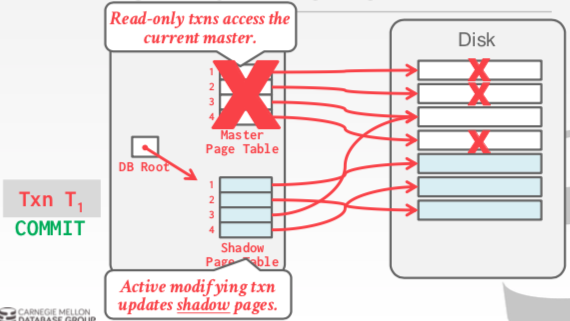 Read-only txns access the
current master.
Disk
1
2
3
4
Master
Page Table
DB Root
Txn T₁
COMMIT
1
2
3
4
Shadow
Page Table
Active modifying txn
updates shadow pages.
CARNEGIE MELLON
DATABASE GROUP